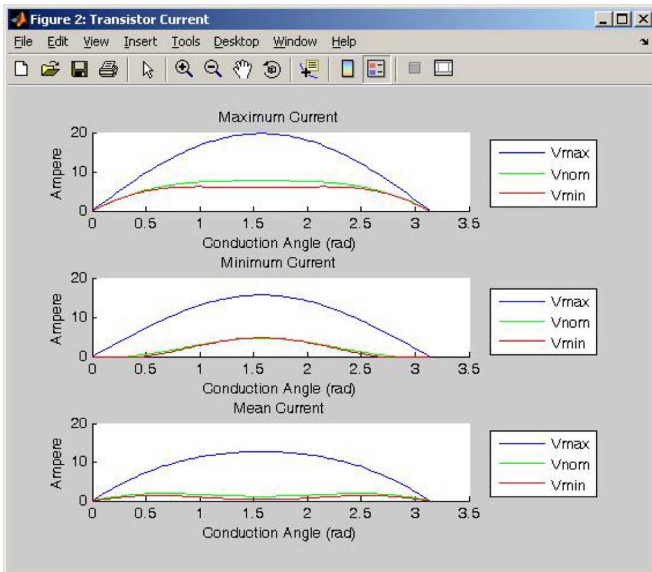 Figure 2: Transistor Current
File Edit View Insert Tools Desktop Window Help
Maximum Current
20
10
0
Ampere
0 0.5 1 1.5 2 2.5 3 3.5
Conduction Angle (rad)
Vmax
Vnom
Vmin
Minimum Current
20
10
0
Ampere
0 0.5 1 1.5 2 2.5 3 3.5
Conduction Angle (rad)
Vmax
Vnom
Vmin
Mean Current
20
10
0
Ampere
0 0.5 1 1.5 2 2.5 3 3.5
Conduction Angle (rad)
Vmax
Vnom
Vmin